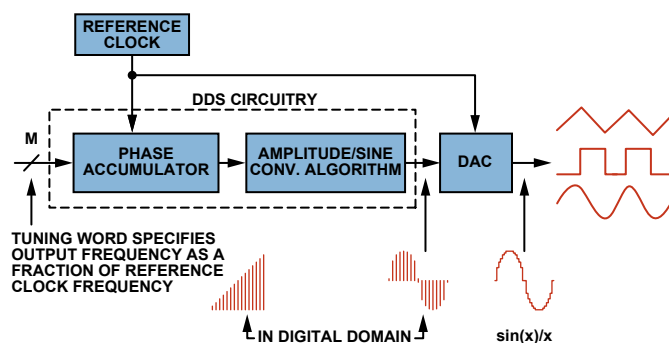 REFERENCE
CLOCK
DDS CIRCUITRY
M
PHASE
ACCUMULATOR
AMPLITUDE/SINE
CONV. ALGORITHM
DAC
TUNING WORD SPECIFIES
OUTPUT FREQUENCY AS A
FRACTION OF REFERENCE
CLOCK FREQUENCY
IN DIGITAL DOMAIN
sin(x)/x